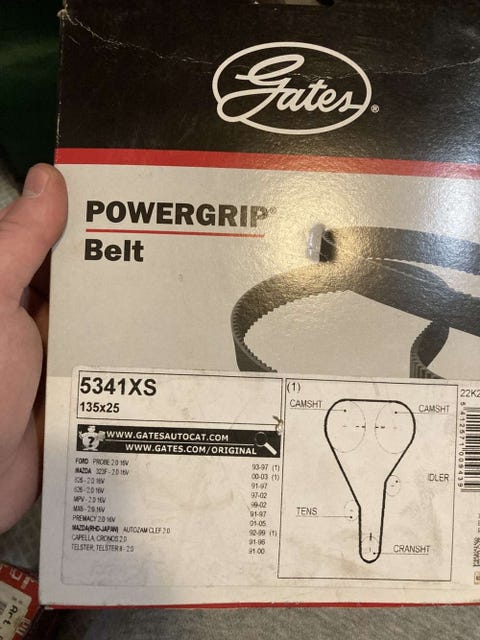 Gates®
POWERGRIP®
Belt
5341XS
135x25
WWW.GATESAUTOCAT.COM
WWW.GATES.COM/ORIGINAL
FORD PROBE 2.0 16V 93-97 (1)
MAZDA 323F - 2.0 16V 00-03 (1)
626 - 2.0 16V 91-97
626 - 2.0 16V 97-02
MPV - 2.0 16V 99-02
MX6 - 2.0 16V 91-97
PREMACY 2.0 16V 01-05
MAZDA(RHD-JAPAN) AUTOZAM CLEF 2.0 92-99 (1)
CAPELLA, CRONOS 2.0 91-96
TELSTER, TELSTER II - 2.0 91-00
(1)
CAMSHT
CAMSHT
IDLER
TENS
CRANSHT
22K2